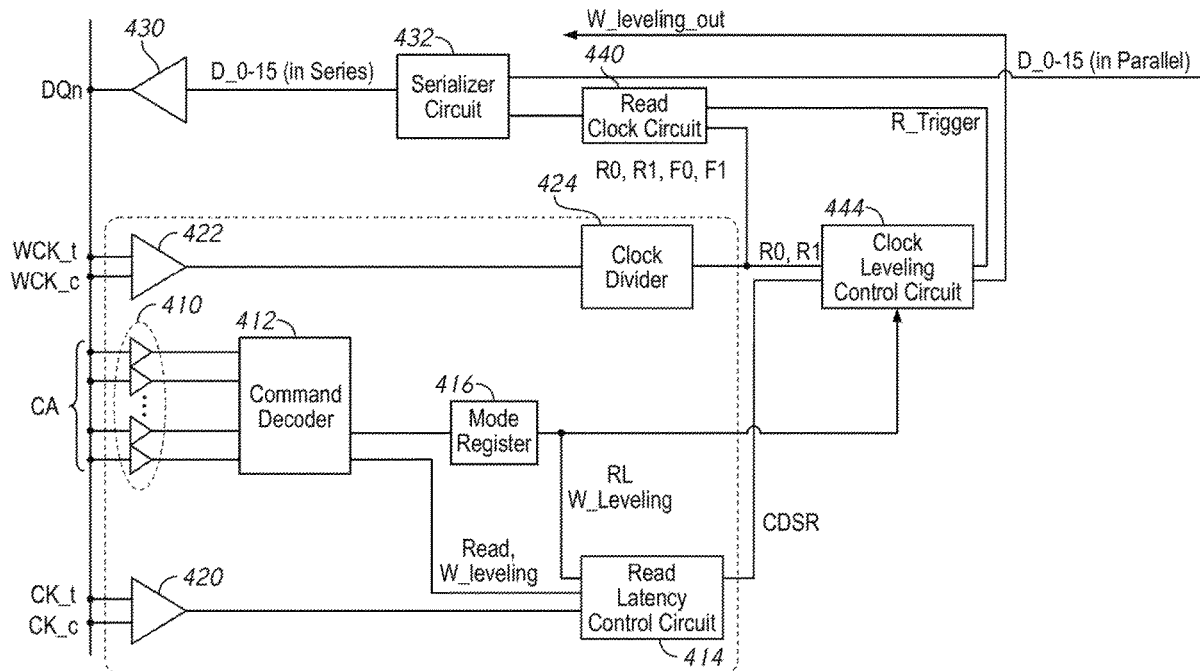 W_leveling_out
430
432
440
D_0-15 (in Series)
D_0-15 (in Parallel)
DQn
Serializer
Circuit
Read
Clock Circuit
R_Trigger
R0, R1, F0, F1
424
444
422
WCK_t
WCK_c
Clock
Divider
R0, R1
Clock
Leveling
Control Circuit
410
412
CA
Command
Decoder
416
Mode
Register
RL
W_Leveling
CDSR
Read,
W_leveling
420
CK_t
CK_c
Read
Latency
Control Circuit
414